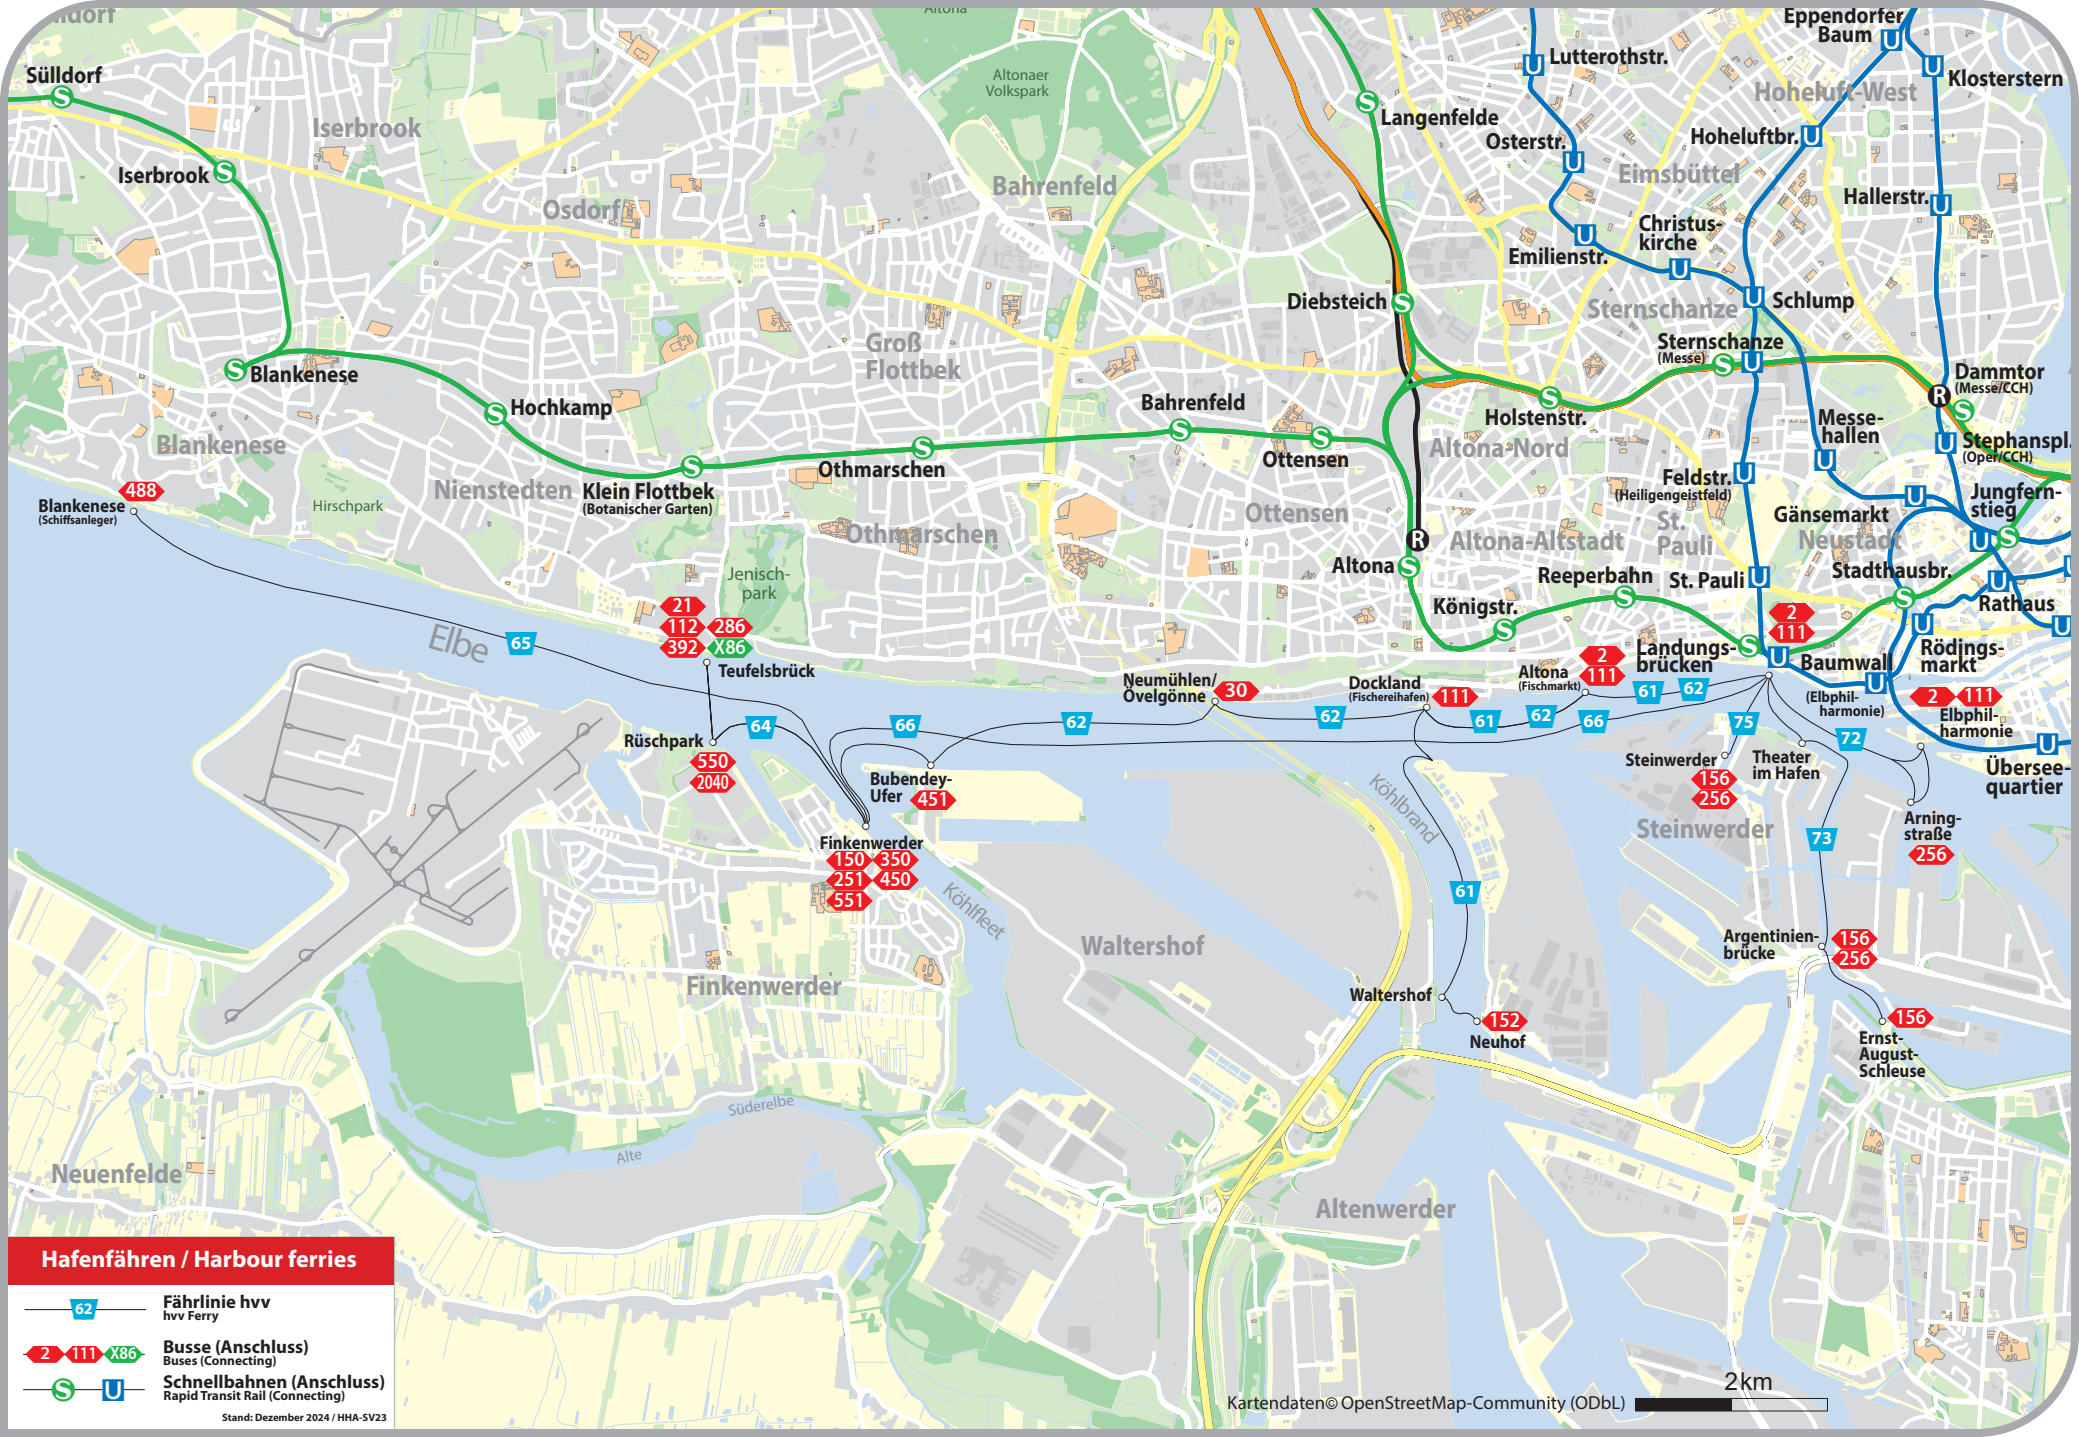 Sülldorf
Iserbrook
Iserbrook
Osdorf
Altona
Altonaer
Volkspark
Bahrenfeld
Langenfelde
Lutterothstr.
Osterstr.
Eppendorfer
Baum
Klosterstern
Hoheluft-West
Hoheluftbr.
Eimsbüttel
Hallerstr.
Christus-
kirche
Emilienstr.
Diebsteich
Schlump
Sternschanze
Sternschanze
(Messe)
Dammtor
(Messe/CCH)
R
Blankenese
Hochkamp
Blankenese
Groß
Flottbek
Bahrenfeld
Holstenstr.
Messe-
hallen
Stephanspl.
(Oper/CCH)
Altona-Nord
Ottensen
Othmarschen
Nienstedten
Klein Flottbek
(Botanischer Garten)
Feldstr.
(Heiligengeistfeld)
Jungfern-
stieg
488
Blankenese
(Schiffsanleger)
Hirschpark
Othmarschen
Ottensen
R
Altona-Altstadt
St.
Pauli
Gänsemarkt
Neustadt
Jenisch-
park
Altona
Reeperbahn
St. Pauli
Stadthausbr.
Rathaus
Königstr.
21
112
286
392
X86
Teufelsbrück
Elbe
65
2
111
Landungs-
brücken
Baumwall
(Elbphil-
harmonie)
Rödings-
markt
2
111
Altona
(Fischmarkt)
61
62
Neumühlen/
Övelgönne
30
Dockland
(Fischereihafen)
111
2
111
Elbphil-
harmonie
Rüschpark
64
66
62
62
61
62
66
75
72
550
2040
Bubendey-
Ufer
451
Steinwerder
156
256
Theater
im Hafen
Übersee-
quartier
Köhlbrand
Steinwerder
Arning-
straße
256
73
Finkenwerder
150
350
251
450
551
Köhlfleet
61
Waltershof
Argentinien-
brücke
156
256
Finkenwerder
Waltershof
152
Neuhof
156
Ernst-
August-
Schleuse
Süderelbe
Alte
Neuenfelde
Altenwerder
Hafenfähren / Harbour ferries
62
Fährlinie hvv
hvv Ferry
2
111
X86
Busse (Anschluss)
Buses (Connecting)
S
U
Schnellbahnen (Anschluss)
Rapid Transit Rail (Connecting)
Stand: Dezember 2024 / HHA-SV23
2km
Kartendaten© OpenStreetMap-Community (ODbL)